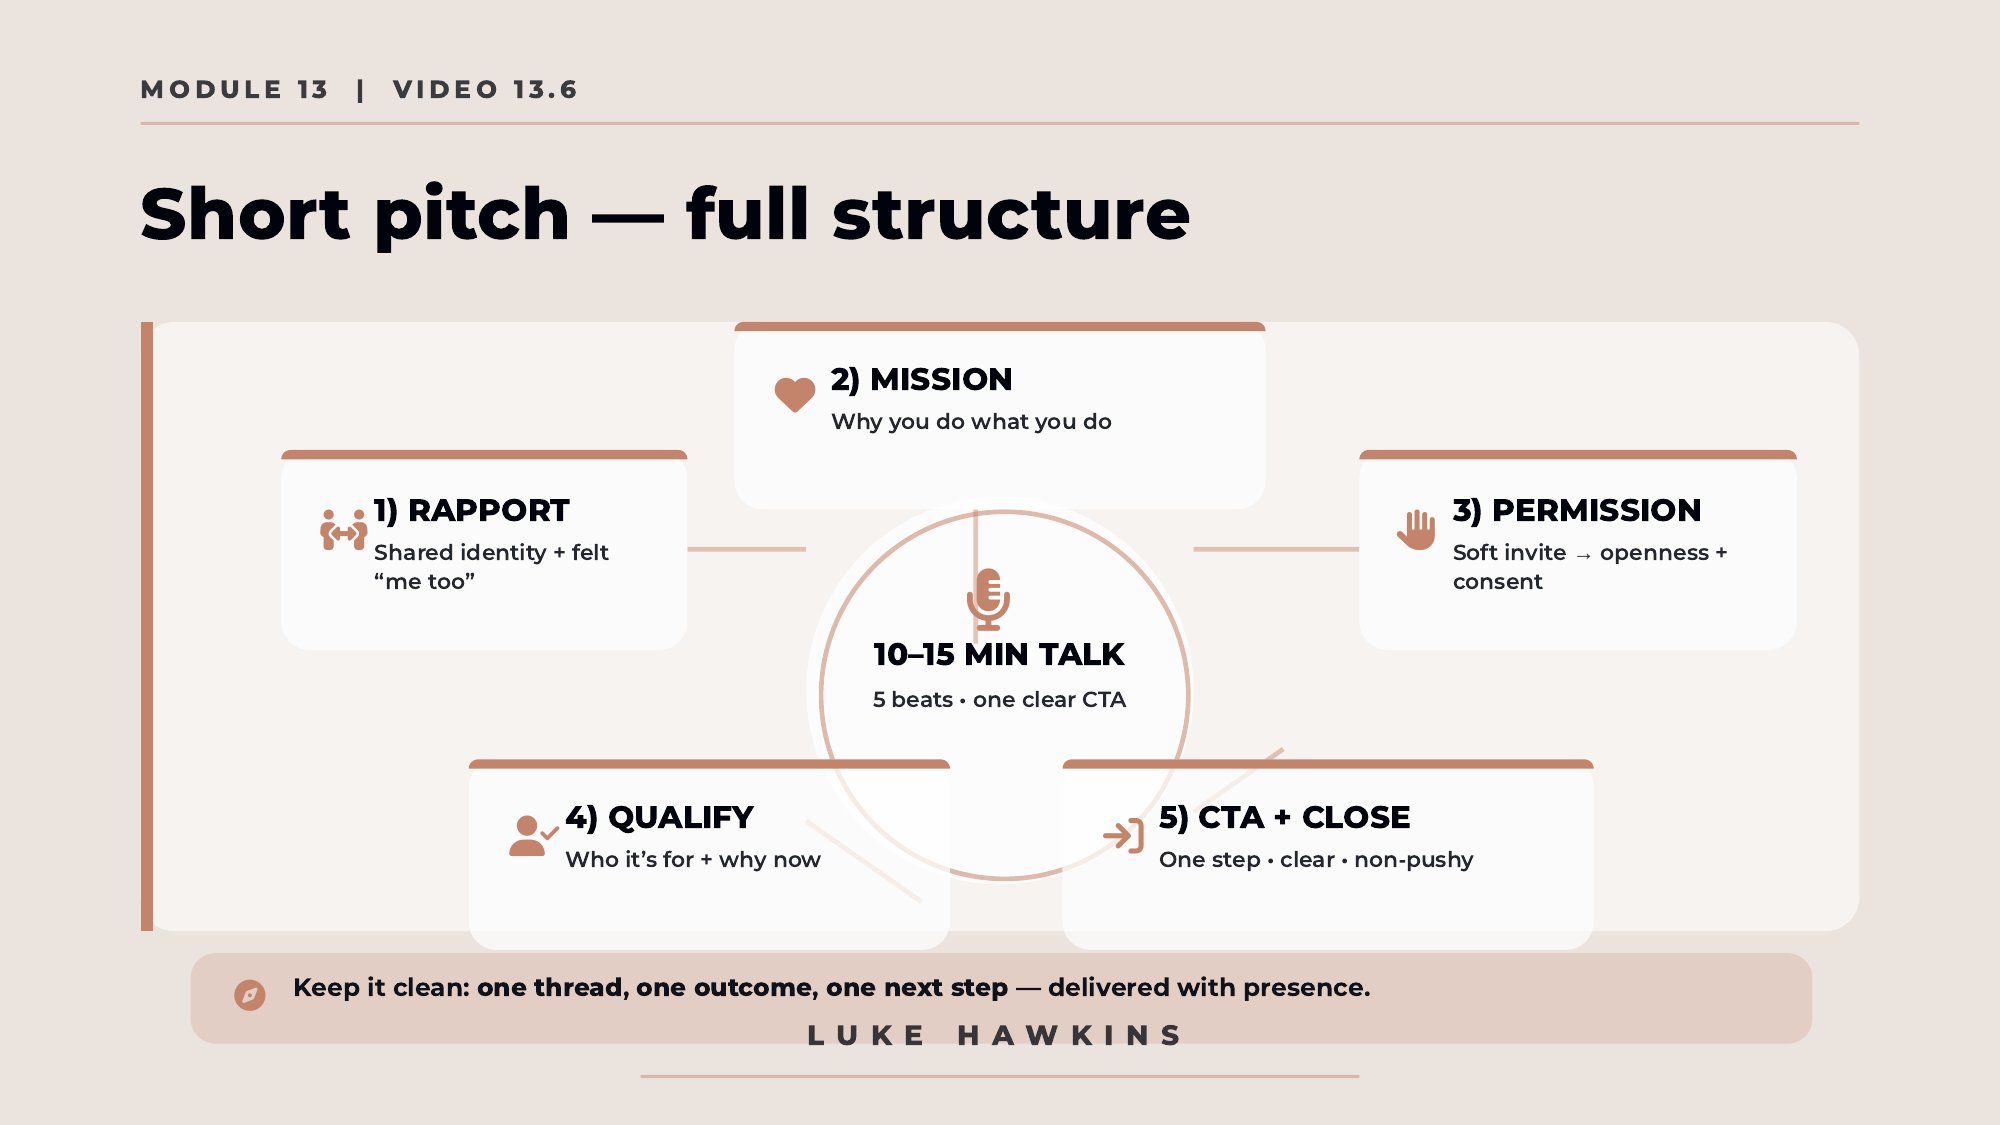 MODULE 13 | VIDEO 13.6
Short pitch — full structure
2) MISSION
Why you do what you do
1) RAPPORT
Shared identity + felt
“me too”
3) PERMISSION
Soft invite → openness +
consent
10–15 MIN TALK
5 beats • one clear CTA
4) QUALIFY
Who it’s for + why now
5) CTA + CLOSE
One step • clear • non-pushy
Keep it clean: one thread, one outcome, one next step — delivered with presence.
LUKE HAWKINS